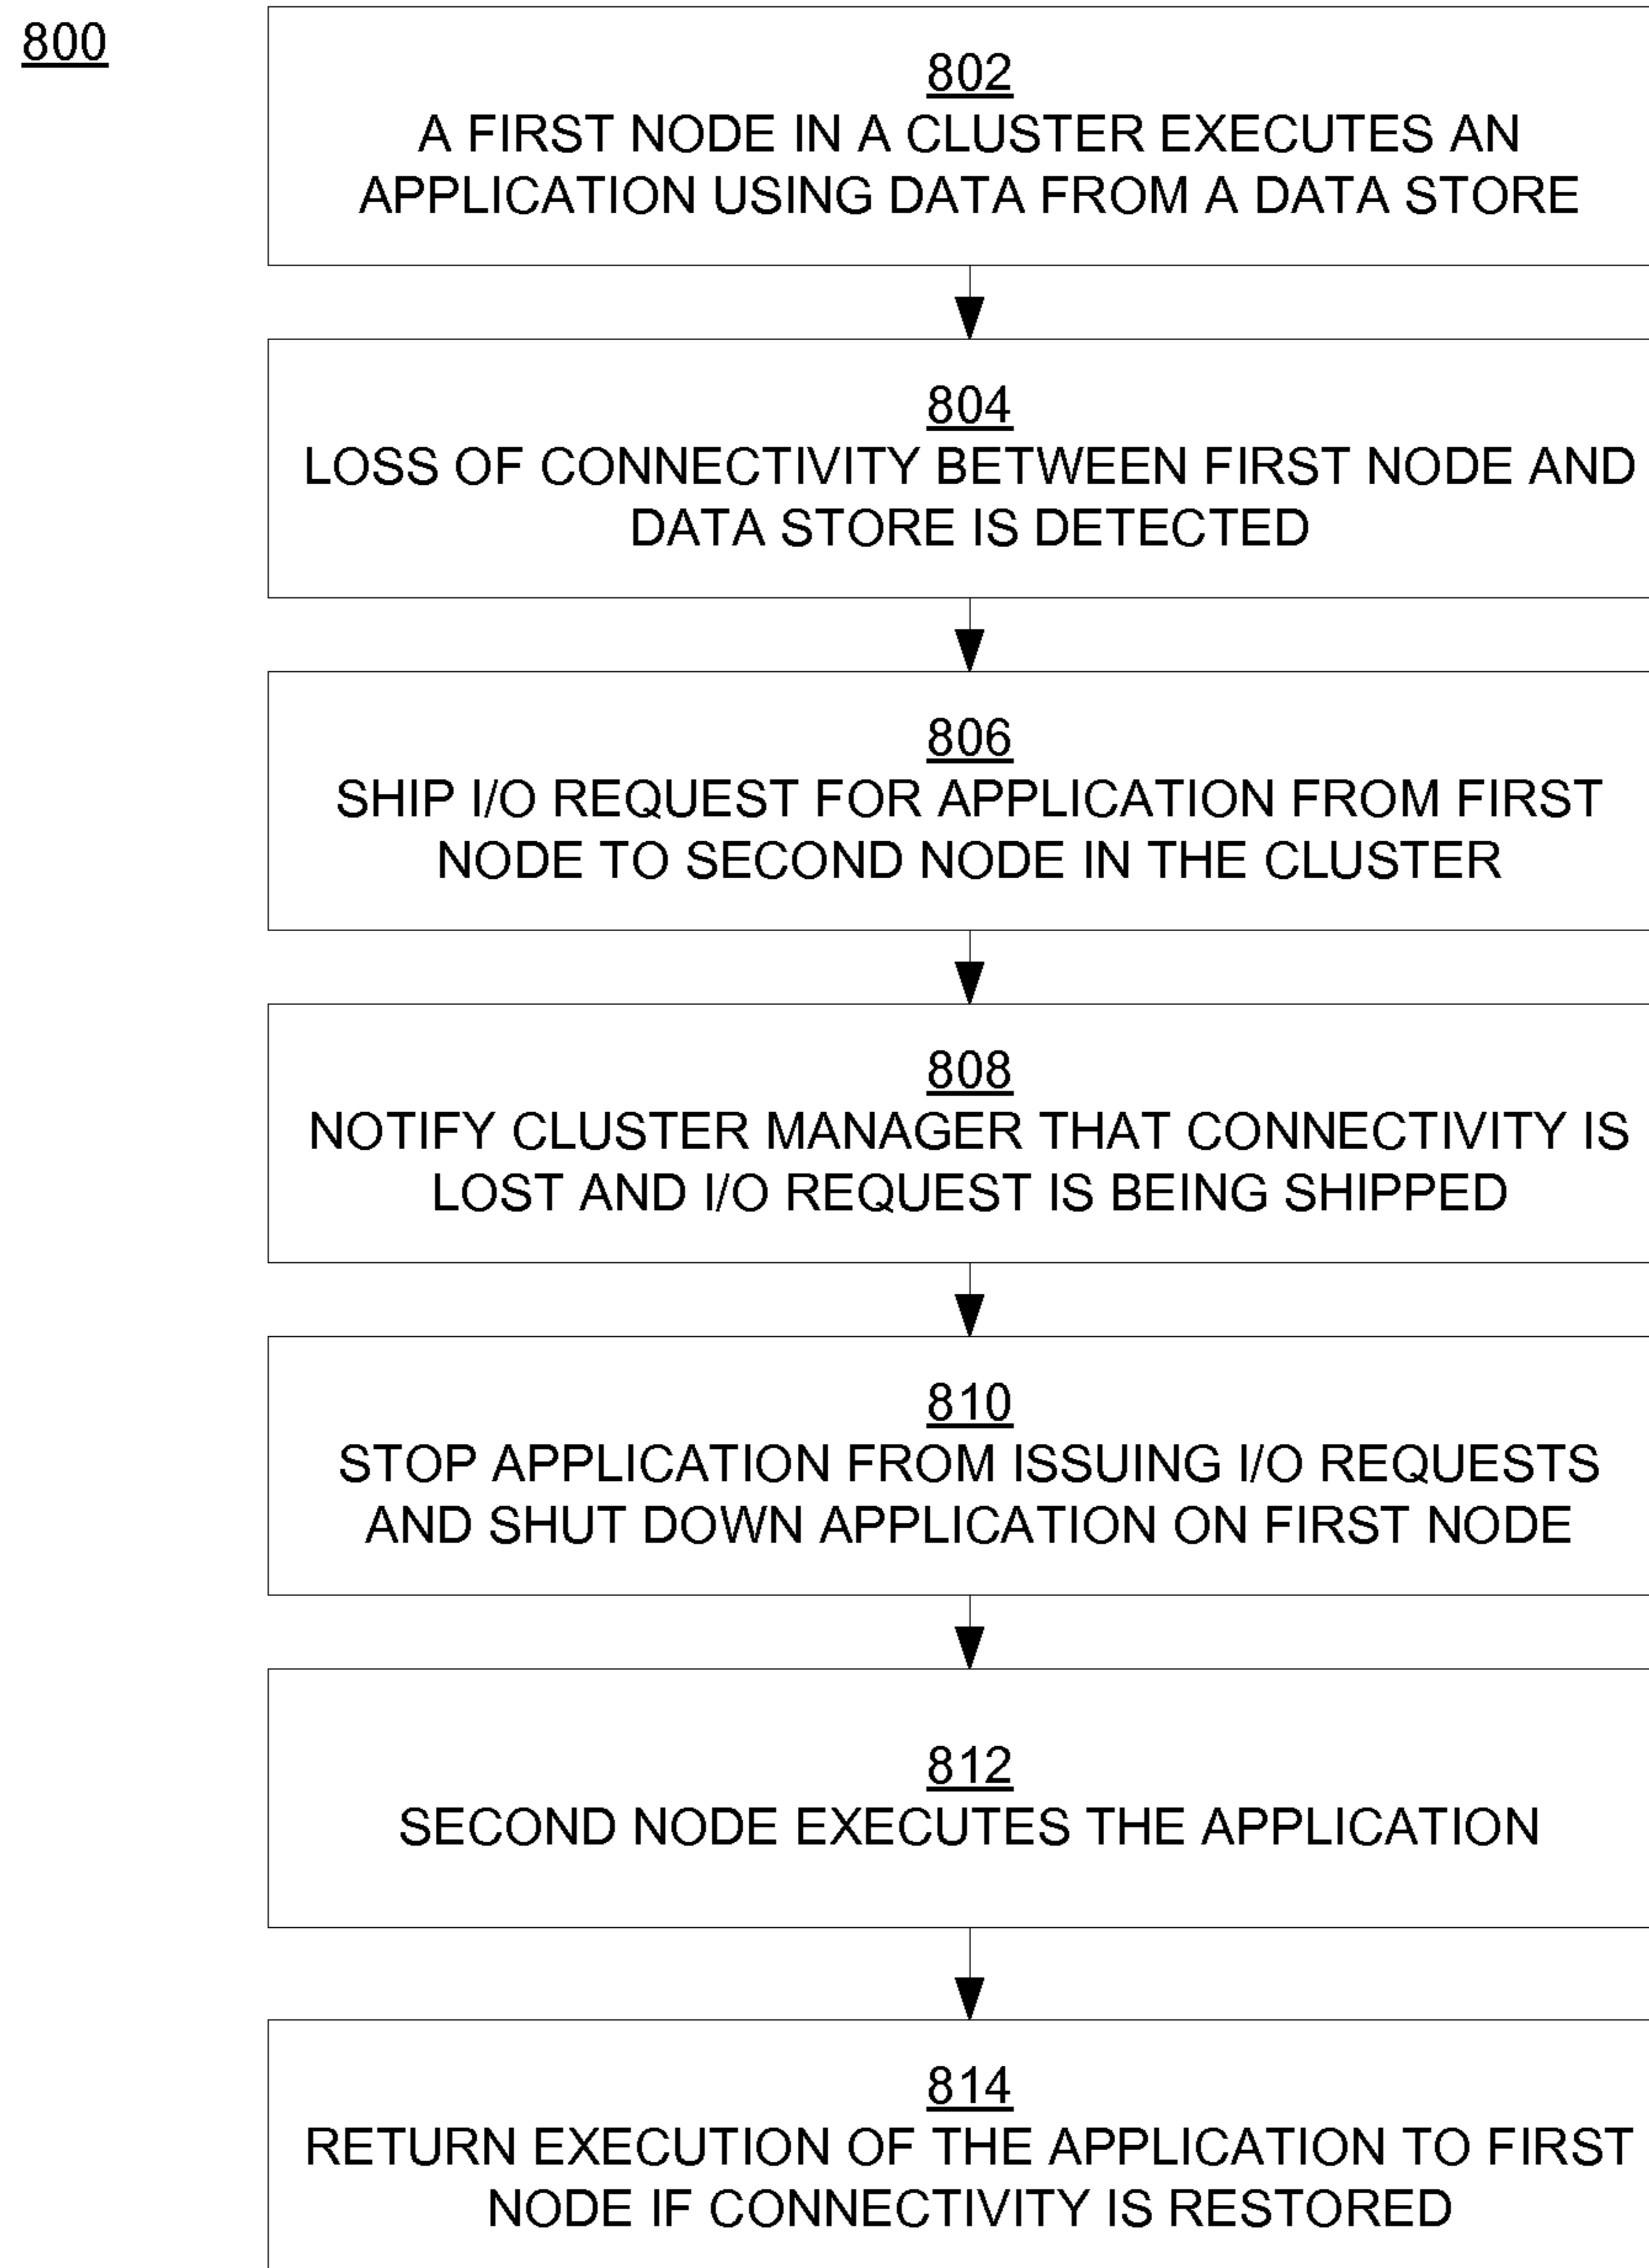 800
802
A FIRST NODE IN A CLUSTER EXECUTES AN
APPLICATION USING DATA FROM A DATA STORE
804
LOSS OF CONNECTIVITY BETWEEN FIRST NODE AND
DATA STORE IS DETECTED
806
SHIP I/O REQUEST FOR APPLICATION FROM FIRST
NODE TO SECOND NODE IN THE CLUSTER
808
NOTIFY CLUSTER MANAGER THAT CONNECTIVITY IS
LOST AND I/O REQUEST IS BEING SHIPPED
810
STOP APPLICATION FROM ISSUING I/O REQUESTS
AND SHUT DOWN APPLICATION ON FIRST NODE
812
SECOND NODE EXECUTES THE APPLICATION
814
RETURN EXECUTION OF THE APPLICATION TO FIRST
NODE IF CONNECTIVITY IS RESTORED